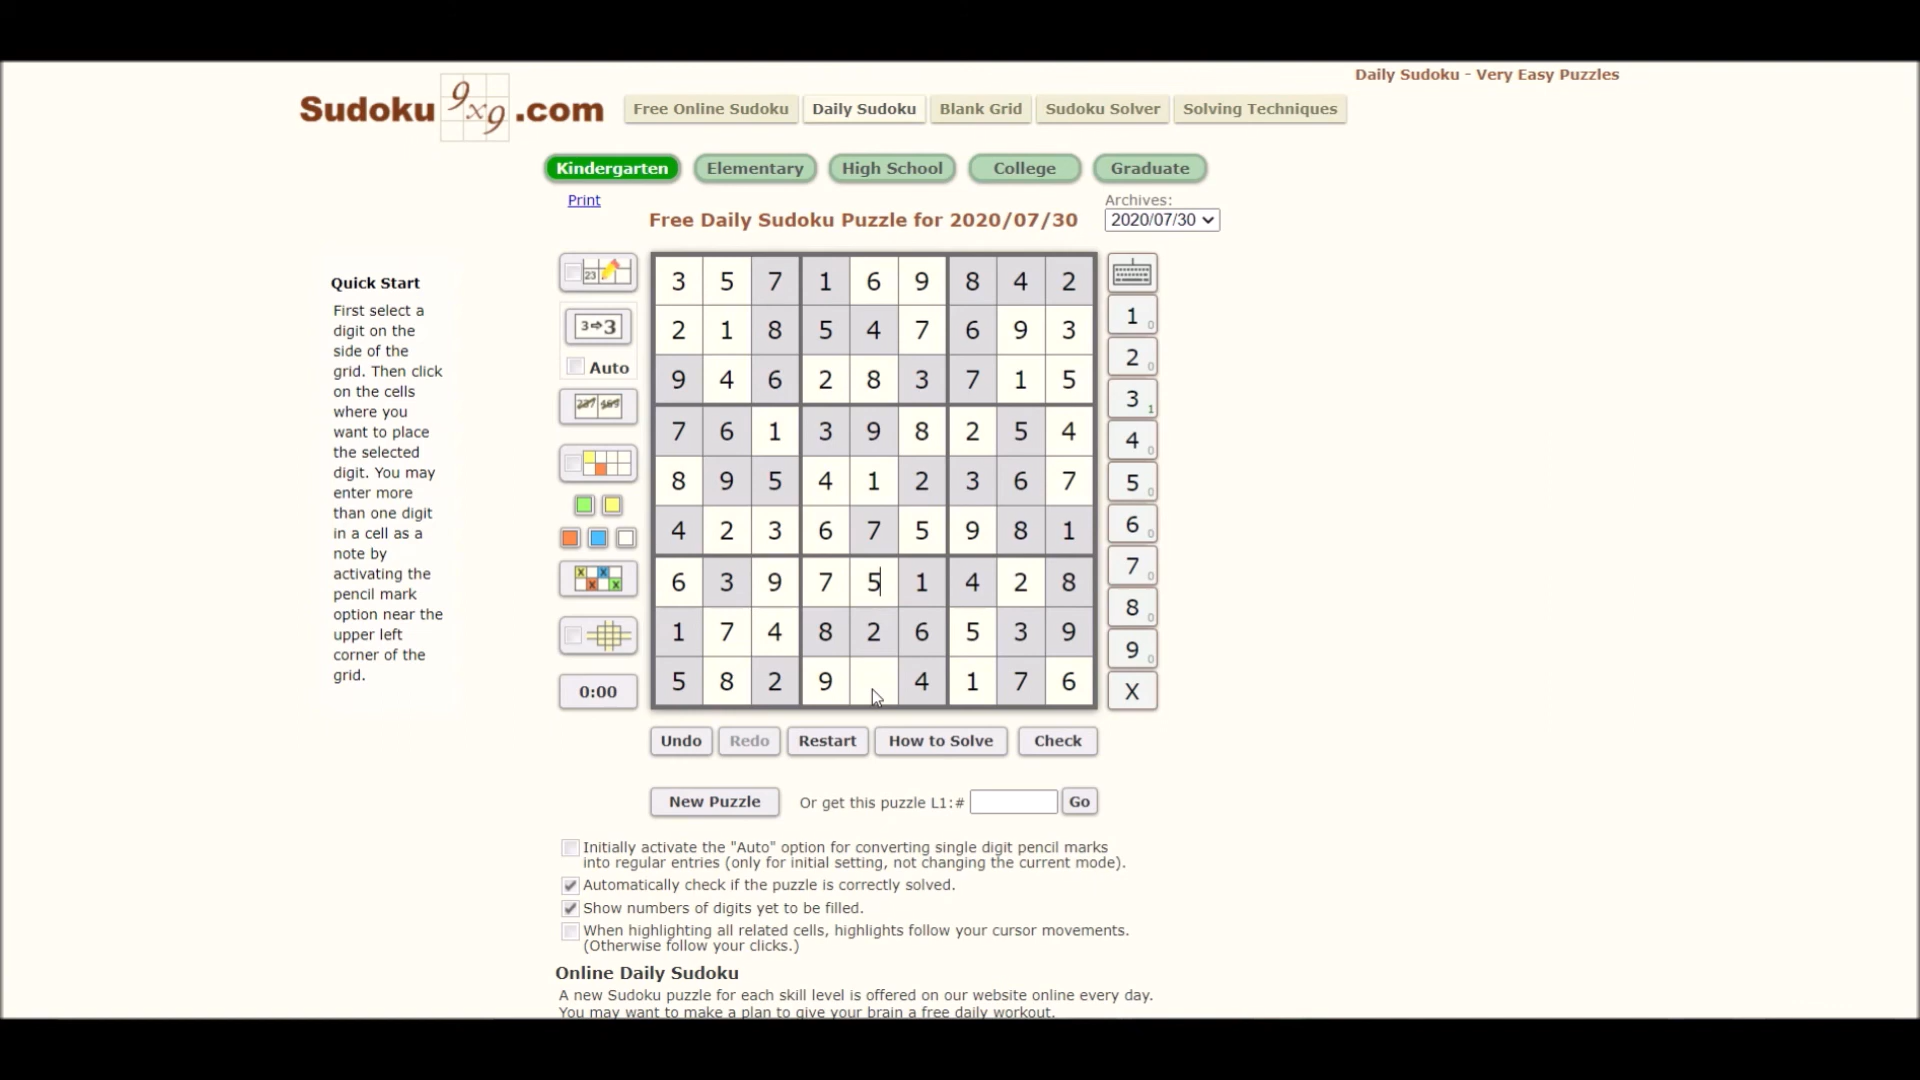 Daily Sudoku - Very Easy Puzzles
Sudoku 9x9 .com
Free Online Sudoku Daily Sudoku Blank Grid Sudoku Solver Solving Techniques
Kindergarten Elementary High School College Graduate
Print
Archives:
Free Daily Sudoku Puzzle for 2020/07/30
2020/07/30
Quick Start
First select a
digit on the
side of the
grid. Then click
on the cells
where you
want to place
the selected
digit. You may
enter more
than one digit
in a cell as a
note by
activating the
pencil mark
option near the
upper left
corner of the
grid.
23
3⇨3
Auto
X X
X X
0:00
3 5 7 1 6 9 8 4 2
2 1 8 5 4 7 6 9 3
9 4 6 2 8 3 7 1 5
7 6 1 3 9 8 2 5 4
8 9 5 4 1 2 3 6 7
4 2 3 6 7 5 9 8 1
6 3 9 7 5 1 4 2 8
1 7 4 8 2 6 5 3 9
5 8 2 9 4 1 7 6
1 0
2 0
3 1
4 0
5 0
6 0
7 0
8 0
9 0
X
Undo Redo Restart How to Solve Check
New Puzzle Or get this puzzle L1:# Go
Initially activate the "Auto" option for converting single digit pencil marks
into regular entries (only for initial setting, not changing the current mode).
Automatically check if the puzzle is correctly solved.
Show numbers of digits yet to be filled.
When highlighting all related cells, highlights follow your cursor movements.
(Otherwise follow your clicks.)
Online Daily Sudoku
A new Sudoku puzzle for each skill level is offered on our website online every day.
You may want to make a plan to give your brain a free daily workout.